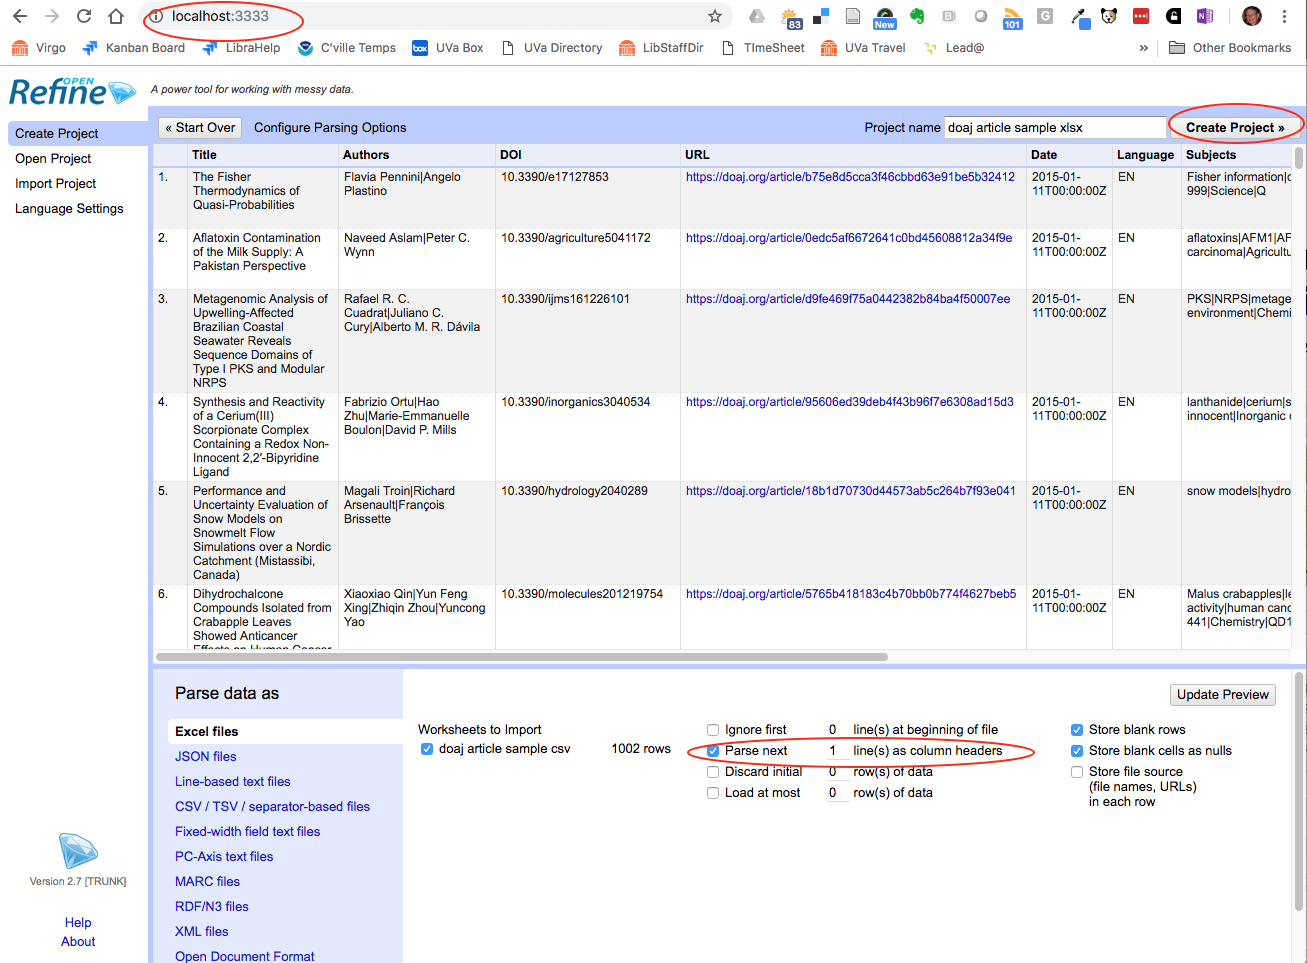 localhost:3333
83
New
101
Virgo
Kanban Board
LibraHelp
C'ville Temps
box
UVa Box
UVa Directory
LibStaffDir
TImeSheet
UVa Travel
Lead@
»
Other Bookmarks
OPEN
Refine
A power tool for working with messy data.
Create Project
Open Project
Import Project
Language Settings
« Start Over
Configure Parsing Options
Project name
doaj article sample xlsx
Create Project »
Title Authors DOI URL Date Language Subjects
1.
The Fisher
Thermodynamics of
Quasi-Probabilities
Flavia Pennini|Angelo
Plastino
10.3390/e17127853
https://doaj.org/article/b75e8d5cca3f46cbbd63e91be5b32412
2015-01-
11T00:00:00Z
EN
Fisher information|c
999|Science|Q
2.
Aflatoxin Contamination
of the Milk Supply: A
Pakistan Perspective
Naveed Aslam|Peter C.
Wynn
10.3390/agriculture5041172
https://doaj.org/article/0edc5af6672641c0bd45608812a34f9e
2015-01-
11T00:00:00Z
EN
aflatoxins|AFM1|AF
carcinoma|Agricultu
3.
Metagenomic Analysis of
Upwelling-Affected
Brazilian Coastal
Seawater Reveals
Sequence Domains of
Type I PKS and Modular
NRPS
Rafael R. C.
Cuadrat|Juliano C.
Cury|Alberto M. R. Dávila
10.3390/ijms161226101
https://doaj.org/article/d9fe469f75a0442382b84ba4f50007ee
2015-01-
11T00:00:00Z
EN
PKS|NRPS|metage
environment|Chemi
4.
Synthesis and Reactivity
of a Cerium(III)
Scorpionate Complex
Containing a Redox Non-
Innocent 2,2′-Bipyridine
Ligand
Fabrizio Ortu|Hao
Zhu|Marie-Emmanuelle
Boulon|David P. Mills
10.3390/inorganics3040534
https://doaj.org/article/95606ed39deb4f43b96f7e6308ad15d3
2015-01-
11T00:00:00Z
EN
lanthanide|cerium|s
innocent|Inorganic c
5.
Performance and
Uncertainty Evaluation of
Snow Models on
Snowmelt Flow
Simulations over a Nordic
Catchment (Mistassibi,
Canada)
Magali Troin|Richard
Arsenault|François
Brissette
10.3390/hydrology2040289
https://doaj.org/article/18b1d70730d44573ab5c264b7f93e041
2015-01-
11T00:00:00Z
EN
snow models|hydro
6.
Dihydrochalcone
Compounds Isolated from
Crabapple Leaves
Showed Anticancer
Effects on Human Cancer
Xiaoxiao Qin|Yun Feng
Xing|Zhiqin Zhou|Yuncong
Yao
10.3390/molecules201219754
https://doaj.org/article/5765b418183c4b70bb0b774f4627beb5
2015-01-
11T00:00:00Z
EN
Malus crabapples|le
activity|human canc
441|Chemistry|QD1
Parse data as
Excel files
JSON files
Line-based text files
CSV / TSV / separator-based files
Fixed-width field text files
PC-Axis text files
MARC files
RDF/N3 files
XML files
Open Document Format
Worksheets to Import
doaj article sample csv 1002 rows
Ignore first 0 line(s) at beginning of file
Parse next 1 line(s) as column headers
Discard initial 0 row(s) of data
Load at most 0 row(s) of data
Update Preview
Store blank rows
Store blank cells as nulls
Store file source
(file names, URLs)
in each row
Version 2.7 [TRUNK]
Help
About